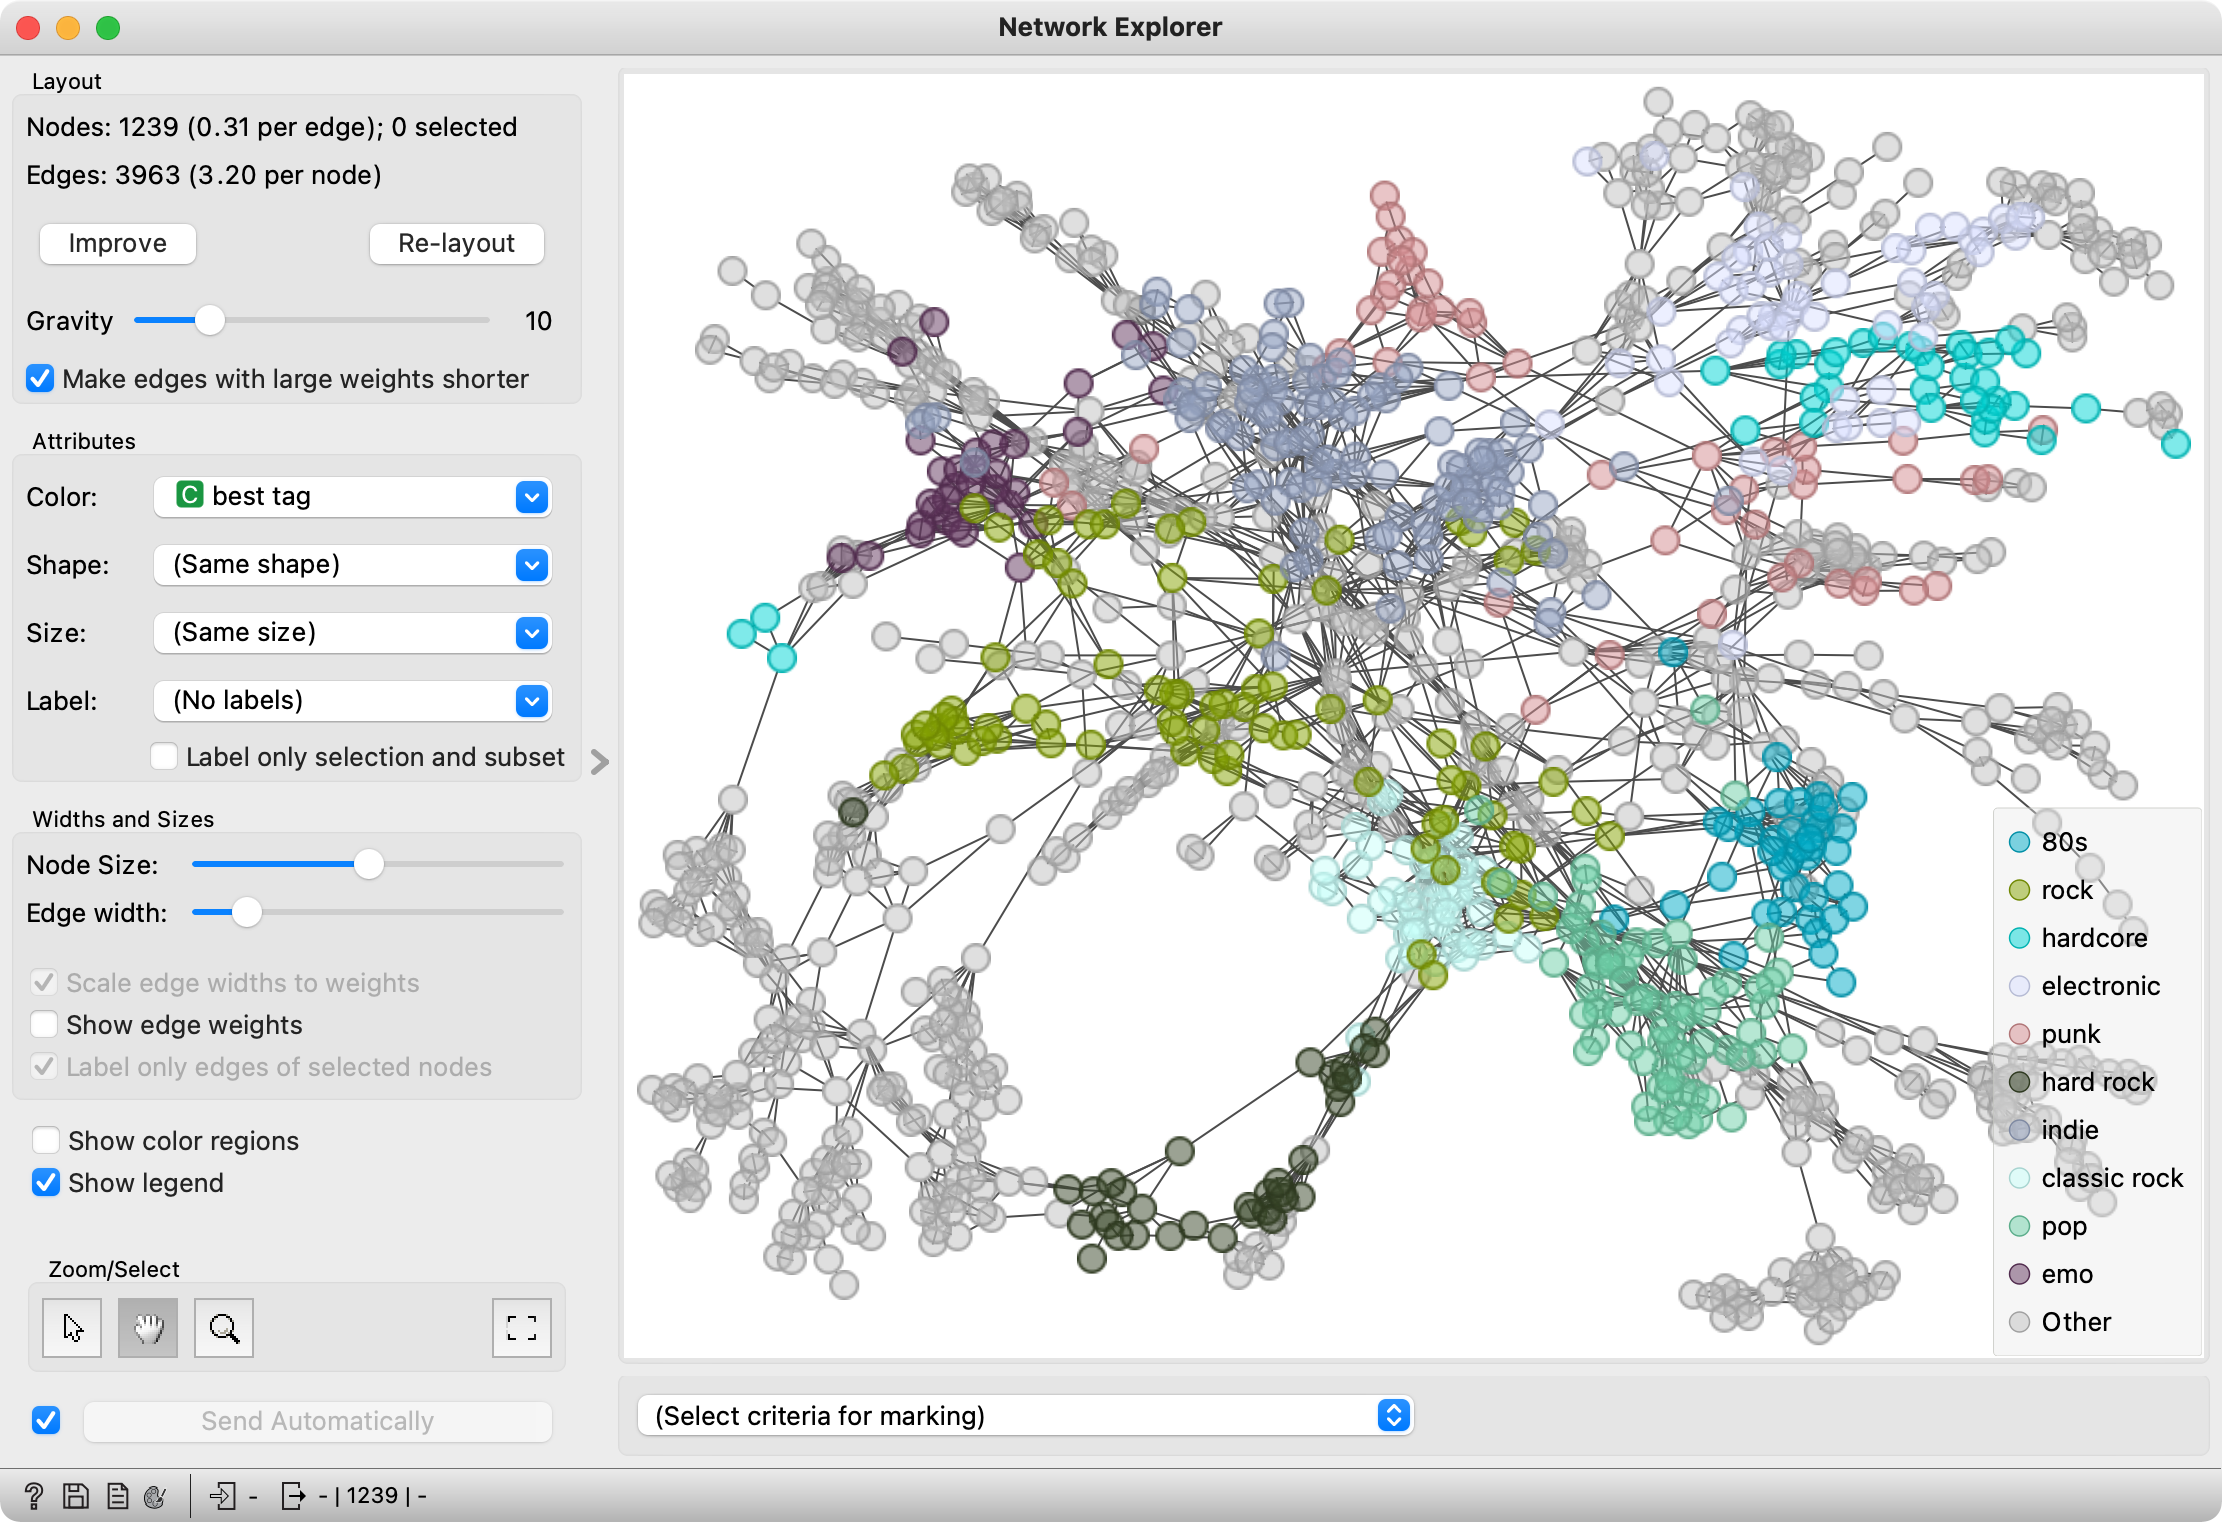 Network Explorer
Layout
Nodes: 1239 (0.31 per edge); 0 selected
Edges: 3963 (3.20 per node)
Improve
Re-layout
Gravity
10
Make edges with large weights shorter
Attributes
Color:
C best tag
Shape:
(Same shape)
Size:
(Same size)
Label:
(No labels)
Label only selection and subset
Widths and Sizes
Node Size:
Edge width:
Scale edge widths to weights
Show edge weights
Label only edges of selected nodes
Show color regions
Show legend
Zoom/Select
Send Automatically
80s
rock
hardcore
electronic
punk
hard rock
indie
classic rock
pop
emo
Other
(Select criteria for marking)
? - - | 1239 | -